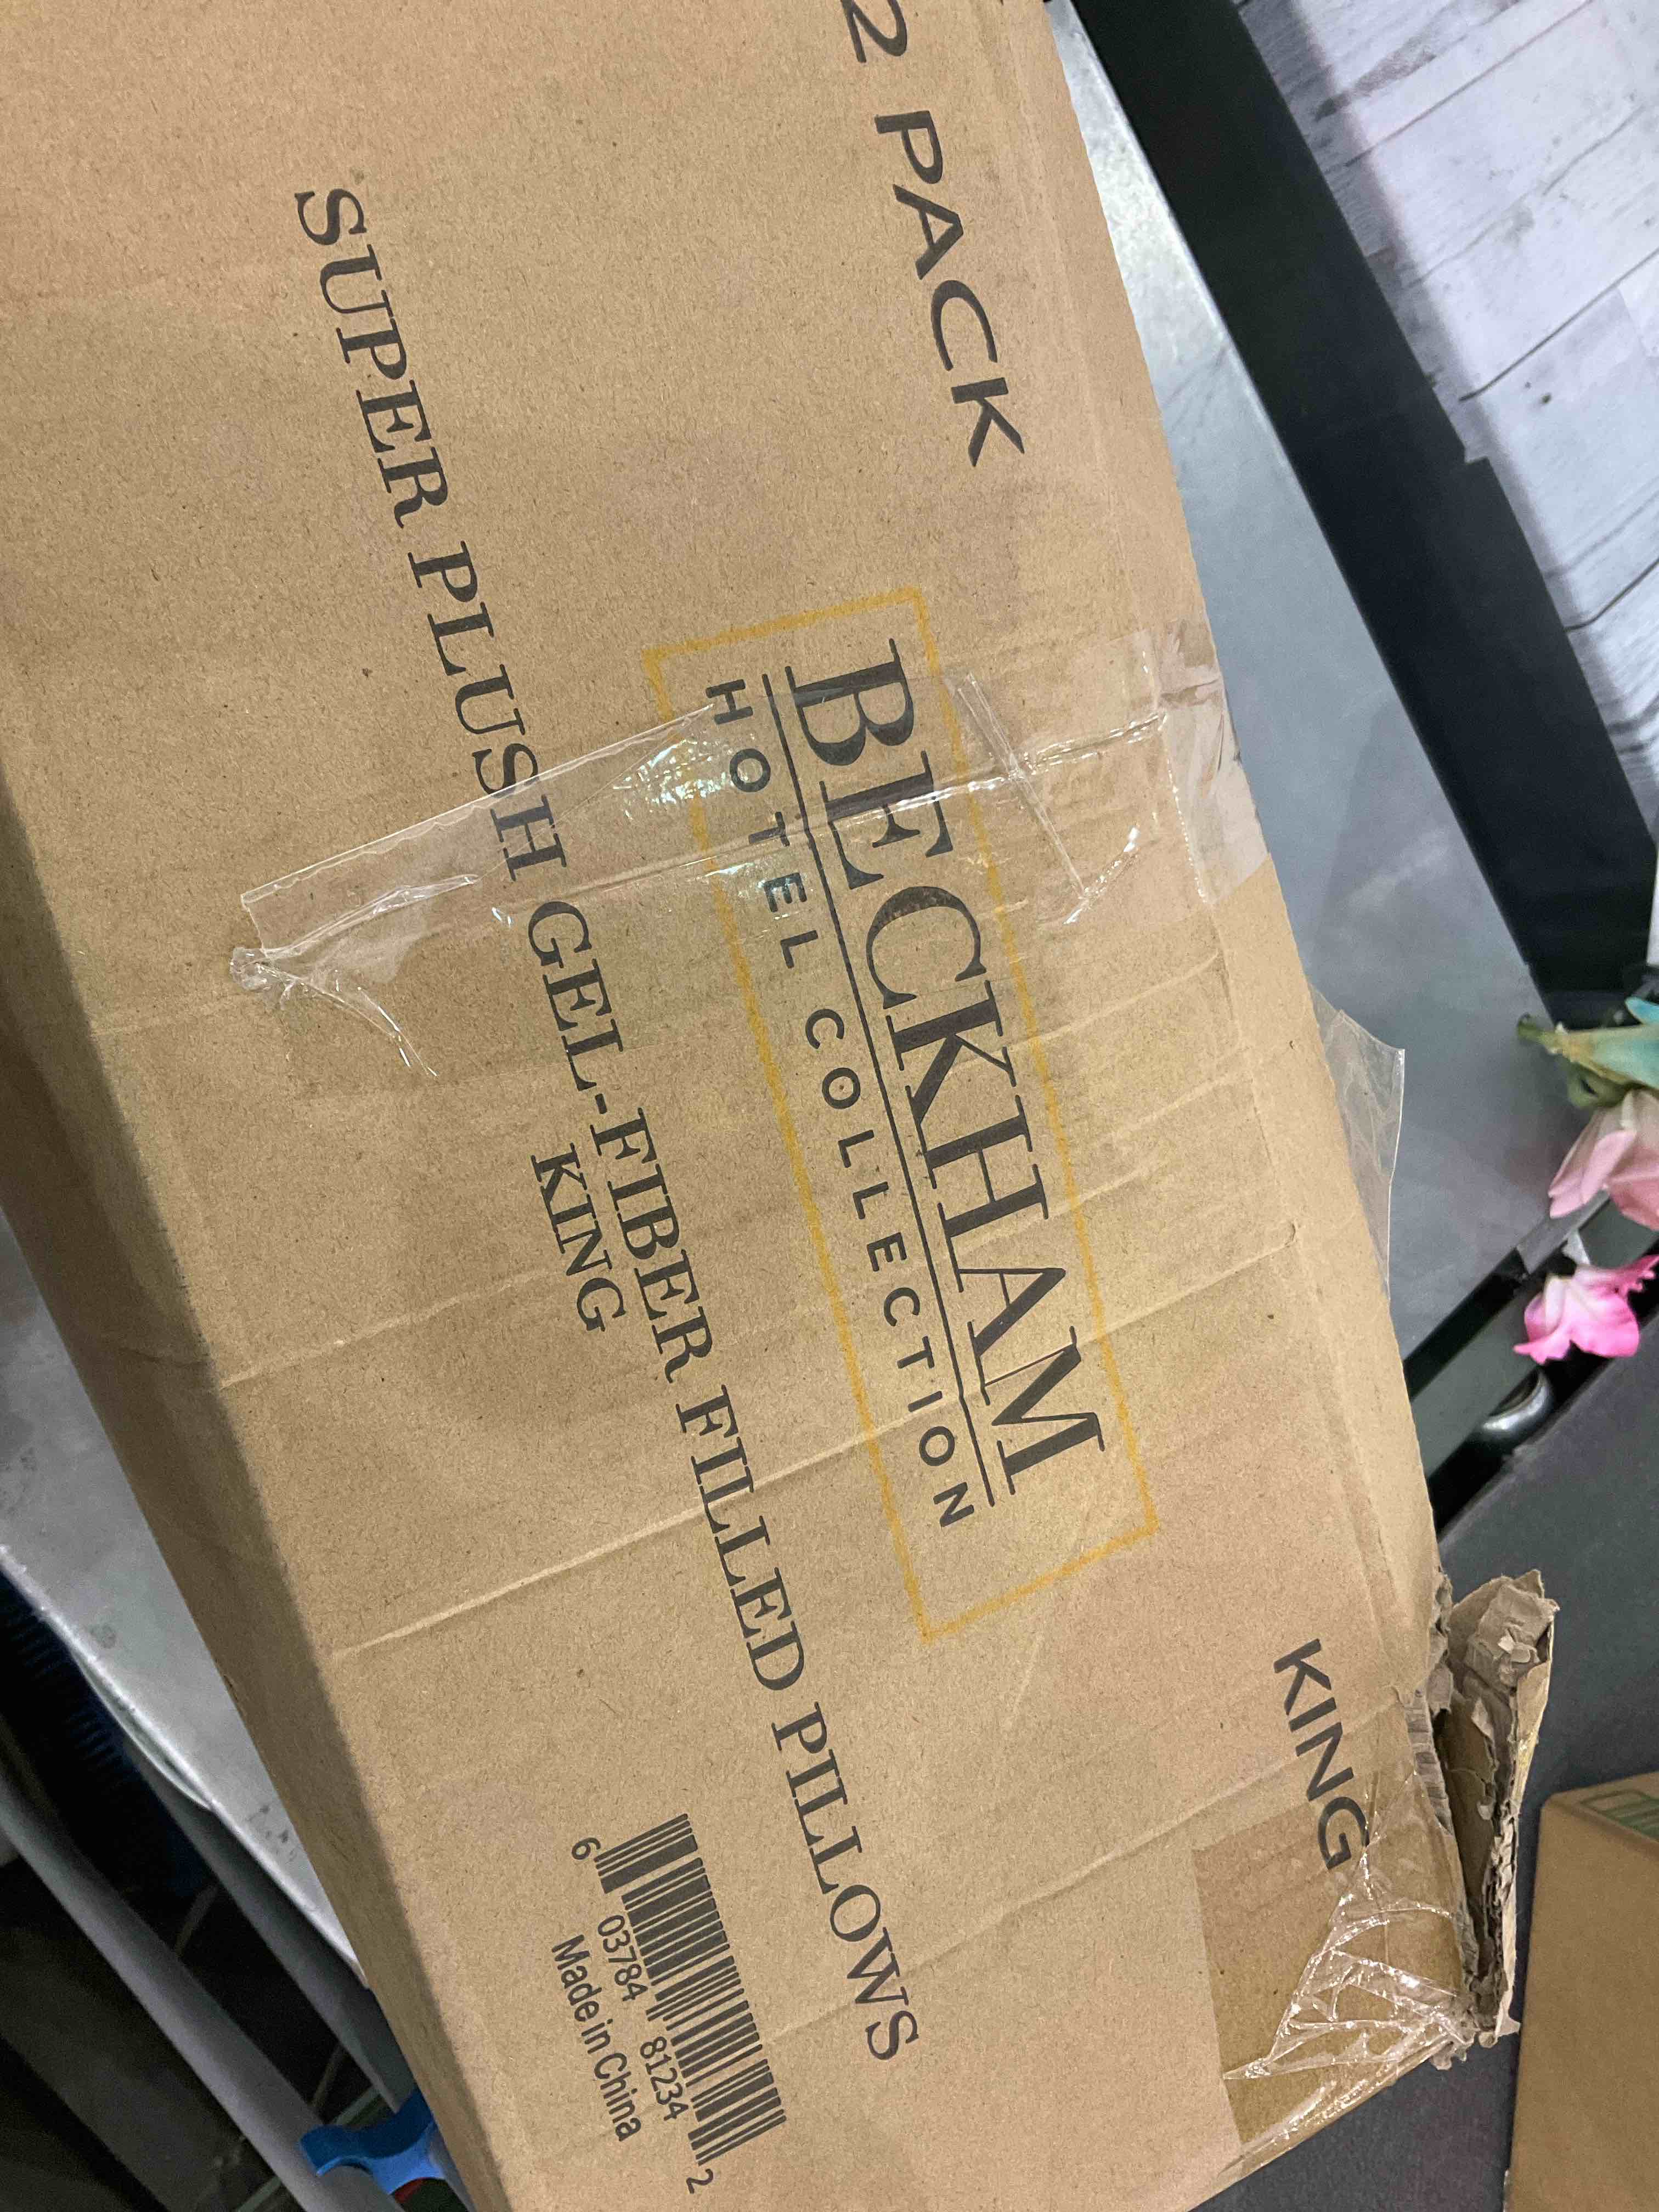 2 PACK
KING
BECKHAM
HOTEL COLLECTION
SUPER PLUSH GEL-FIBER FILLED PILLOWS
KING
6 03784 81234 2
Made in China